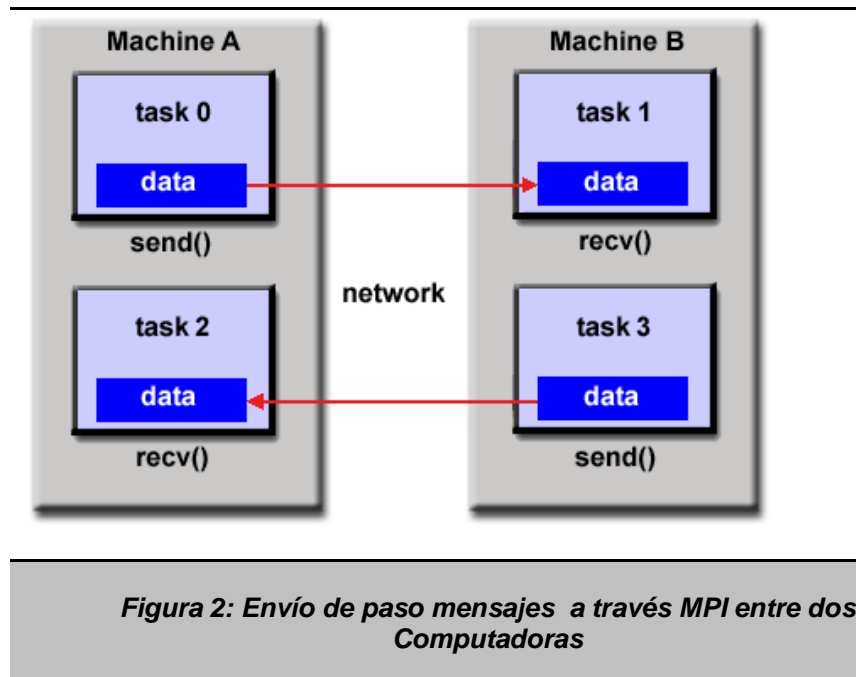 Machine A
Machine B
task 0
data
send()
task 1
data
recv()
network
task 2
data
recv()
task 3
data
send()
Figura 2: Envío de paso mensajes a través MPI entre dos
Computadoras